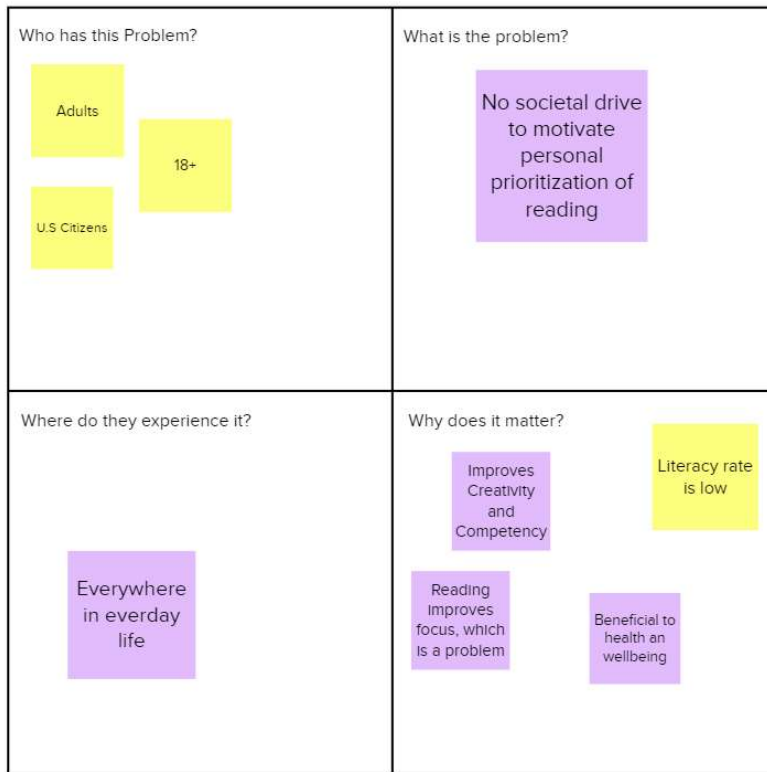 Who has this Problem?
Adults
18+
U.S Citizens
What is the problem?
No societal drive
to motivate
personal
prioritization of
reading
Where do they experience it?
Everywhere
in everday
life
Why does it matter?
Improves
Creativity
and
Competency
Literacy rate
is low
Reading
improves
focus, which
is a problem
Beneficial to
health an
wellbeing